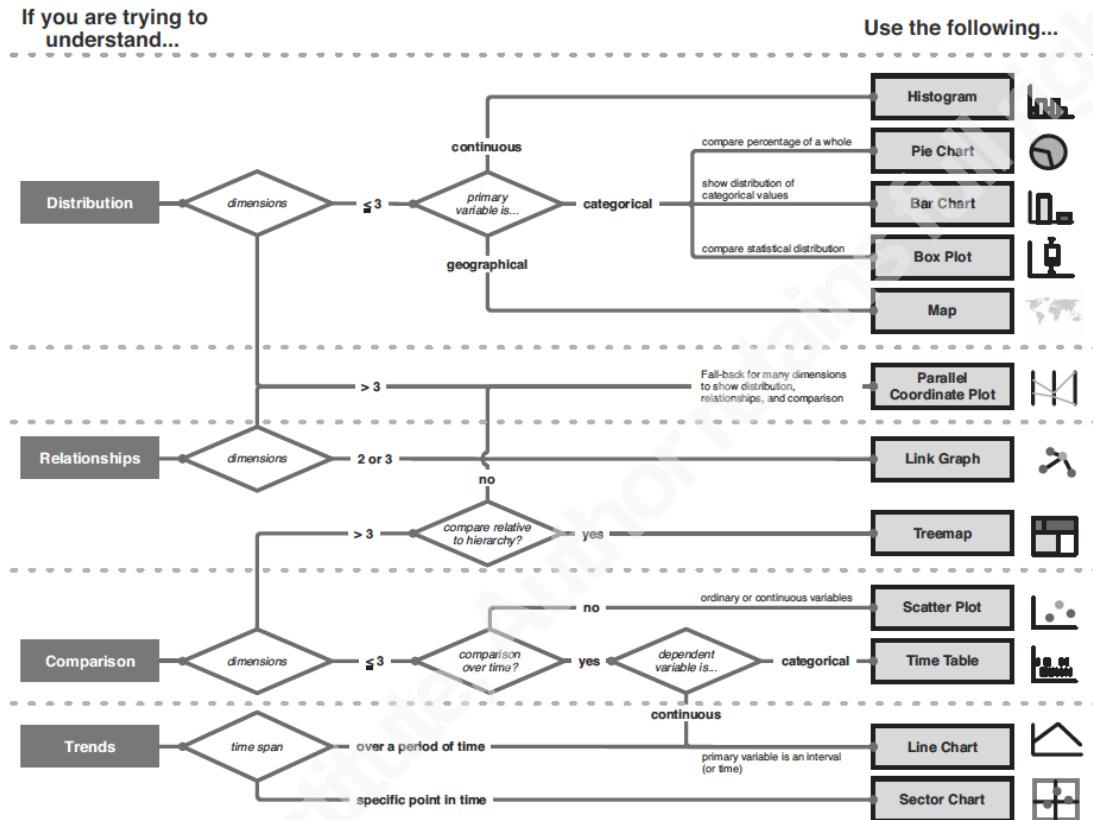 If you are trying to
understand...
Use the following...
Histogram
continuous
compare percentage of a whole
Pie Chart
Distribution
dimensions
≤ 3
primary
variable is...
categorical
show distribution of
categorical values
Bar Chart
compare statistical distribution
Box Plot
geographical
Map
> 3
Fall-back for many dimensions
to show distribution,
relationships, and comparison
Parallel
Coordinate Plot
Relationships
dimensions
2 or 3
Link Graph
no
> 3
compare relative
to hierarchy?
yes
Treemap
no
ordinary or continuous variables
Scatter Plot
Comparison
dimensions
≤ 3
comparison
over time?
yes
dependent
variable is...
categorical
Time Table
continuous
Trends
time span
over a period of time
primary variable is an interval
(or time)
Line Chart
specific point in time
Sector Chart
Author retains full